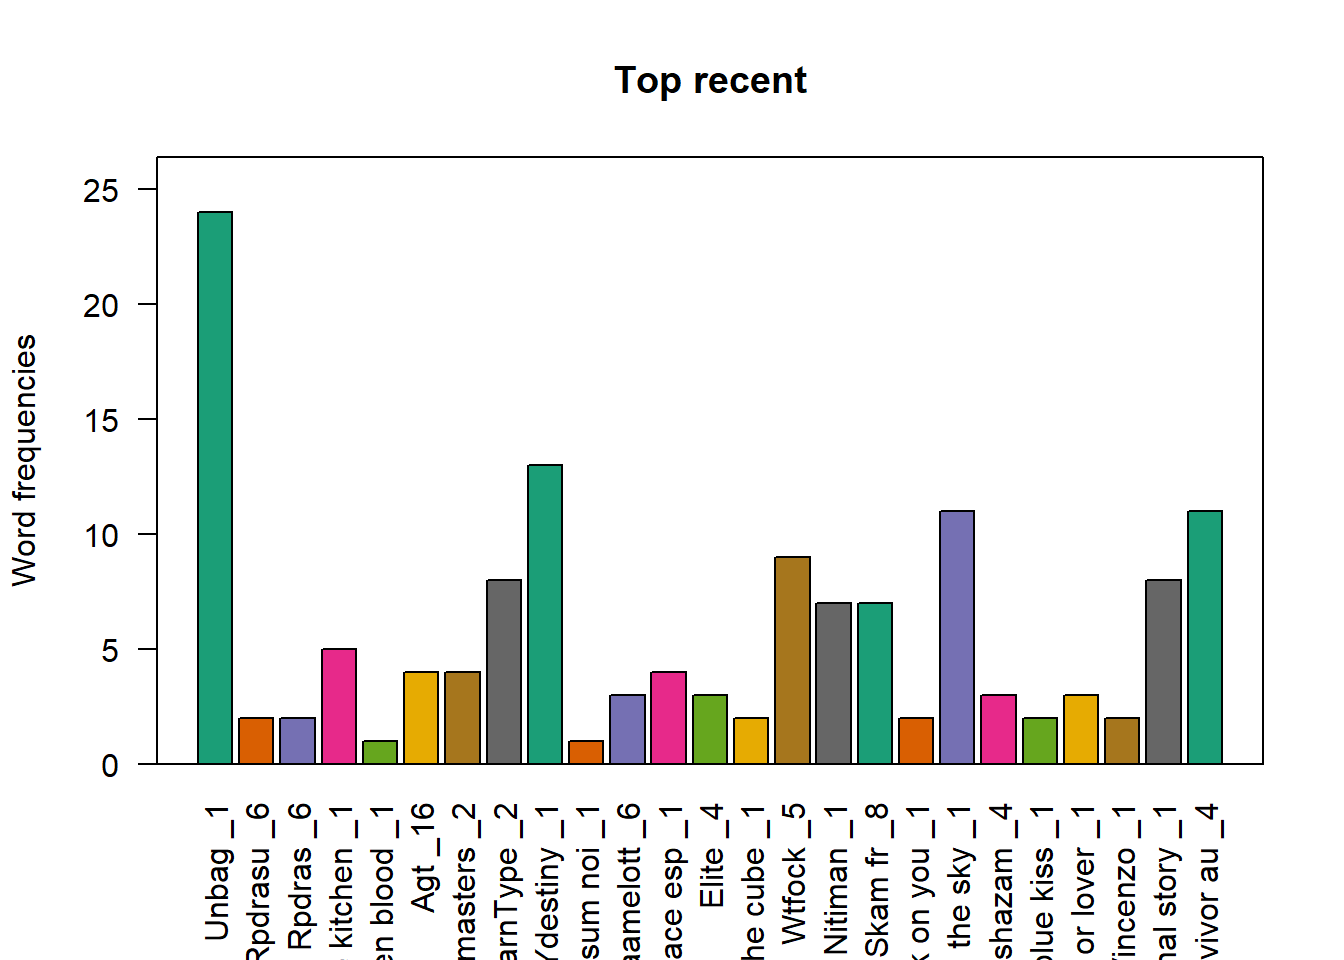 Top recent
Word frequencies
25
20
15
10
5
0
Unbag _1
Rpdrasu _6
Rpdras _6
kitchen _1
en blood _1
Agt _16
masters _2
arnType _2
Ydestiny _1
sum noi _1
aamelott _6
ace esp _1
Elite _4
he cube _1
Wtfock _5
Nitiman _1
Skam fr _8
k on you _1
the sky _1
shazam _4
blue kiss _1
or lover _1
Vincenzo _1
nal story _1
vivor au _4